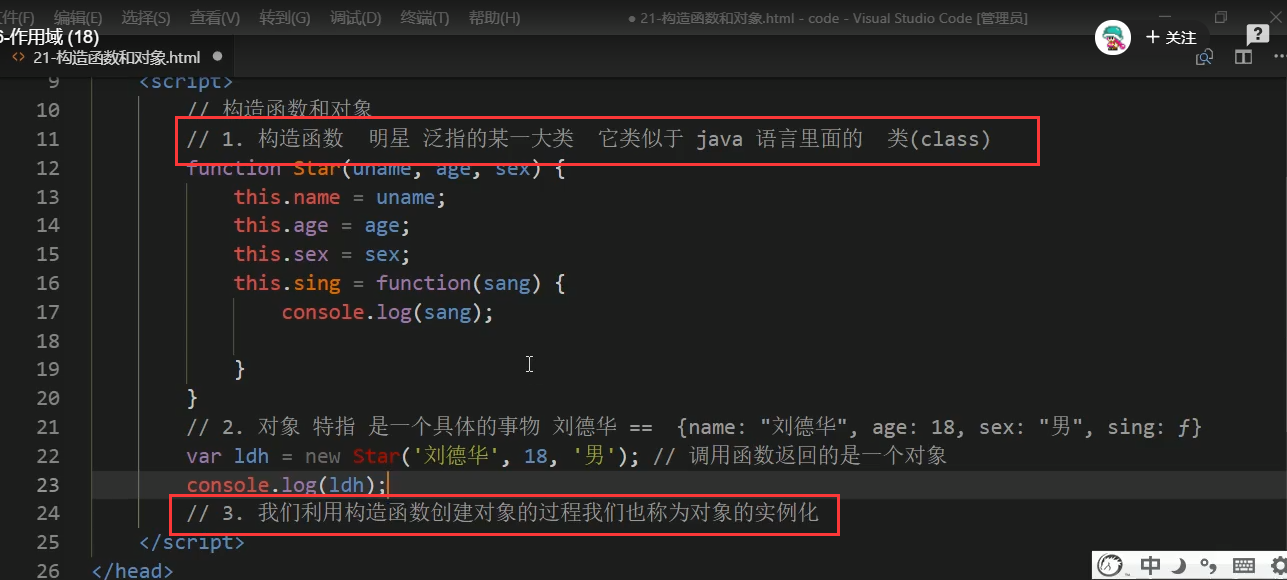 文件(F) 编辑(E) 选择(S) 查看(V) 转到(G) 调试(D) 终端(T) 帮助(H) ● 21-构造函数和对象.html - code - Visual Studio Code [管理员]
6-作用域 (18) + 关注 ?
<> 21-构造函数和对象.html ●
9 <script>
10 // 构造函数和对象
11 // 1. 构造函数 明星 泛指的某一大类 它类似于 java 语言里面的 类(class)
12 function Star(uname, age, sex) {
13 this.name = uname;
14 this.age = age;
15 this.sex = sex;
16 this.sing = function(sang) {
17 console.log(sang);
18
19 }
20 }
21 // 2. 对象 特指 是一个具体的事物 刘德华 == {name: "刘德华", age: 18, sex: "男", sing: ƒ}
22 var ldh = new Star('刘德华', 18, '男'); // 调用函数返回的是一个对象
23 console.log(ldh);
24 // 3. 我们利用构造函数创建对象的过程我们也称为对象的实例化
25 </script>
26 </head>
中